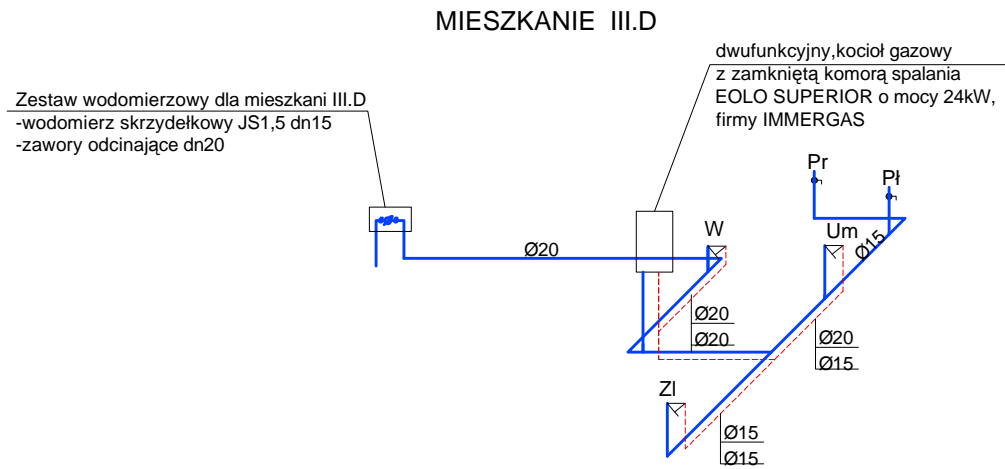 MIESZKANIE III.D
Zestaw wodomierzowy dla mieszkani III.D
-wodomierz skrzydełkowy JS1,5 dn15
-zawory odcinające dn20
dwufunkcyjny,kocioł gazowy
z zamkniętą komorą spalania
EOLO SUPERIOR o mocy 24kW,
firmy IMMERGAS
Pr
Pł
W
Um
Ø20
Ø15
Ø20
Ø20
Ø20
Ø15
Zl
Ø15
Ø15